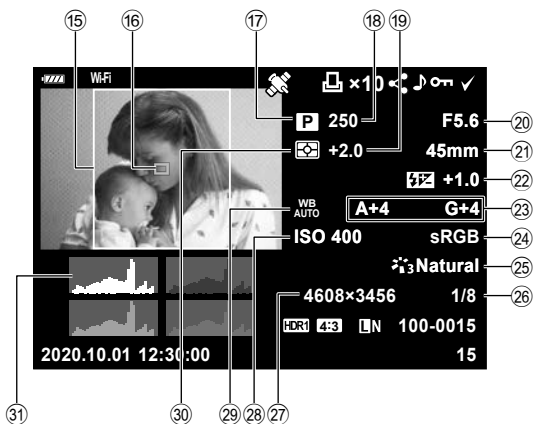 ⑮ ⑯ ⑰ ⑱ ⑲
Wi-Fi ×10
P 250 F5.6 ⑳
+2.0 45mm ㉑
+1.0 ㉒
WB AUTO A+4 G+4 ㉓
ISO 400 sRGB ㉔
3 Natural ㉕
4608×3456 1/8 ㉖
HDR1 4:3 LN 100-0015
2020.10.01 12:30:00 15
㉛ ㉚ ㉙ ㉘ ㉗